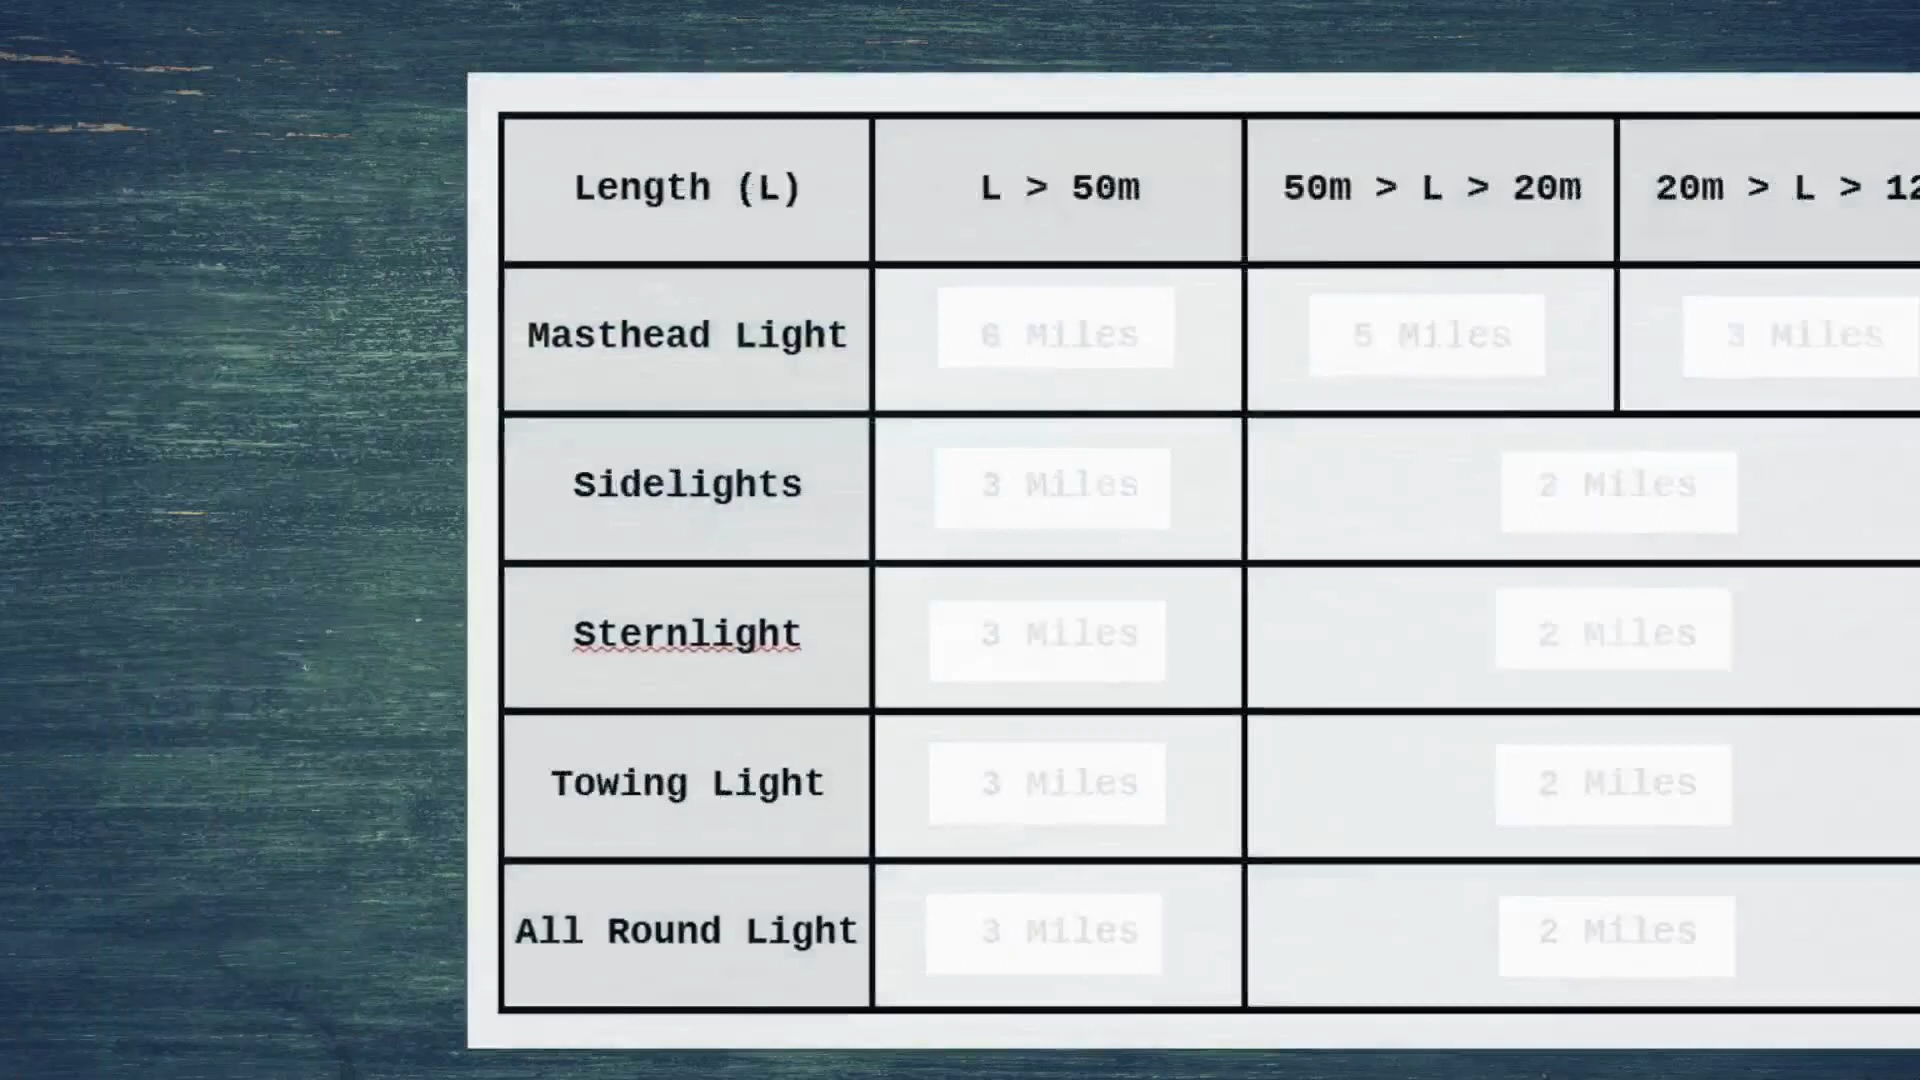 Length (L) L > 50m 50m > L > 20m 20m > L > 12
Masthead Light 6 Miles 5 Miles 3 Miles
Sidelights 3 Miles 2 Miles
Sternlight 3 Miles 2 Miles
Towing Light 3 Miles 2 Miles
All Round Light 3 Miles 2 Miles